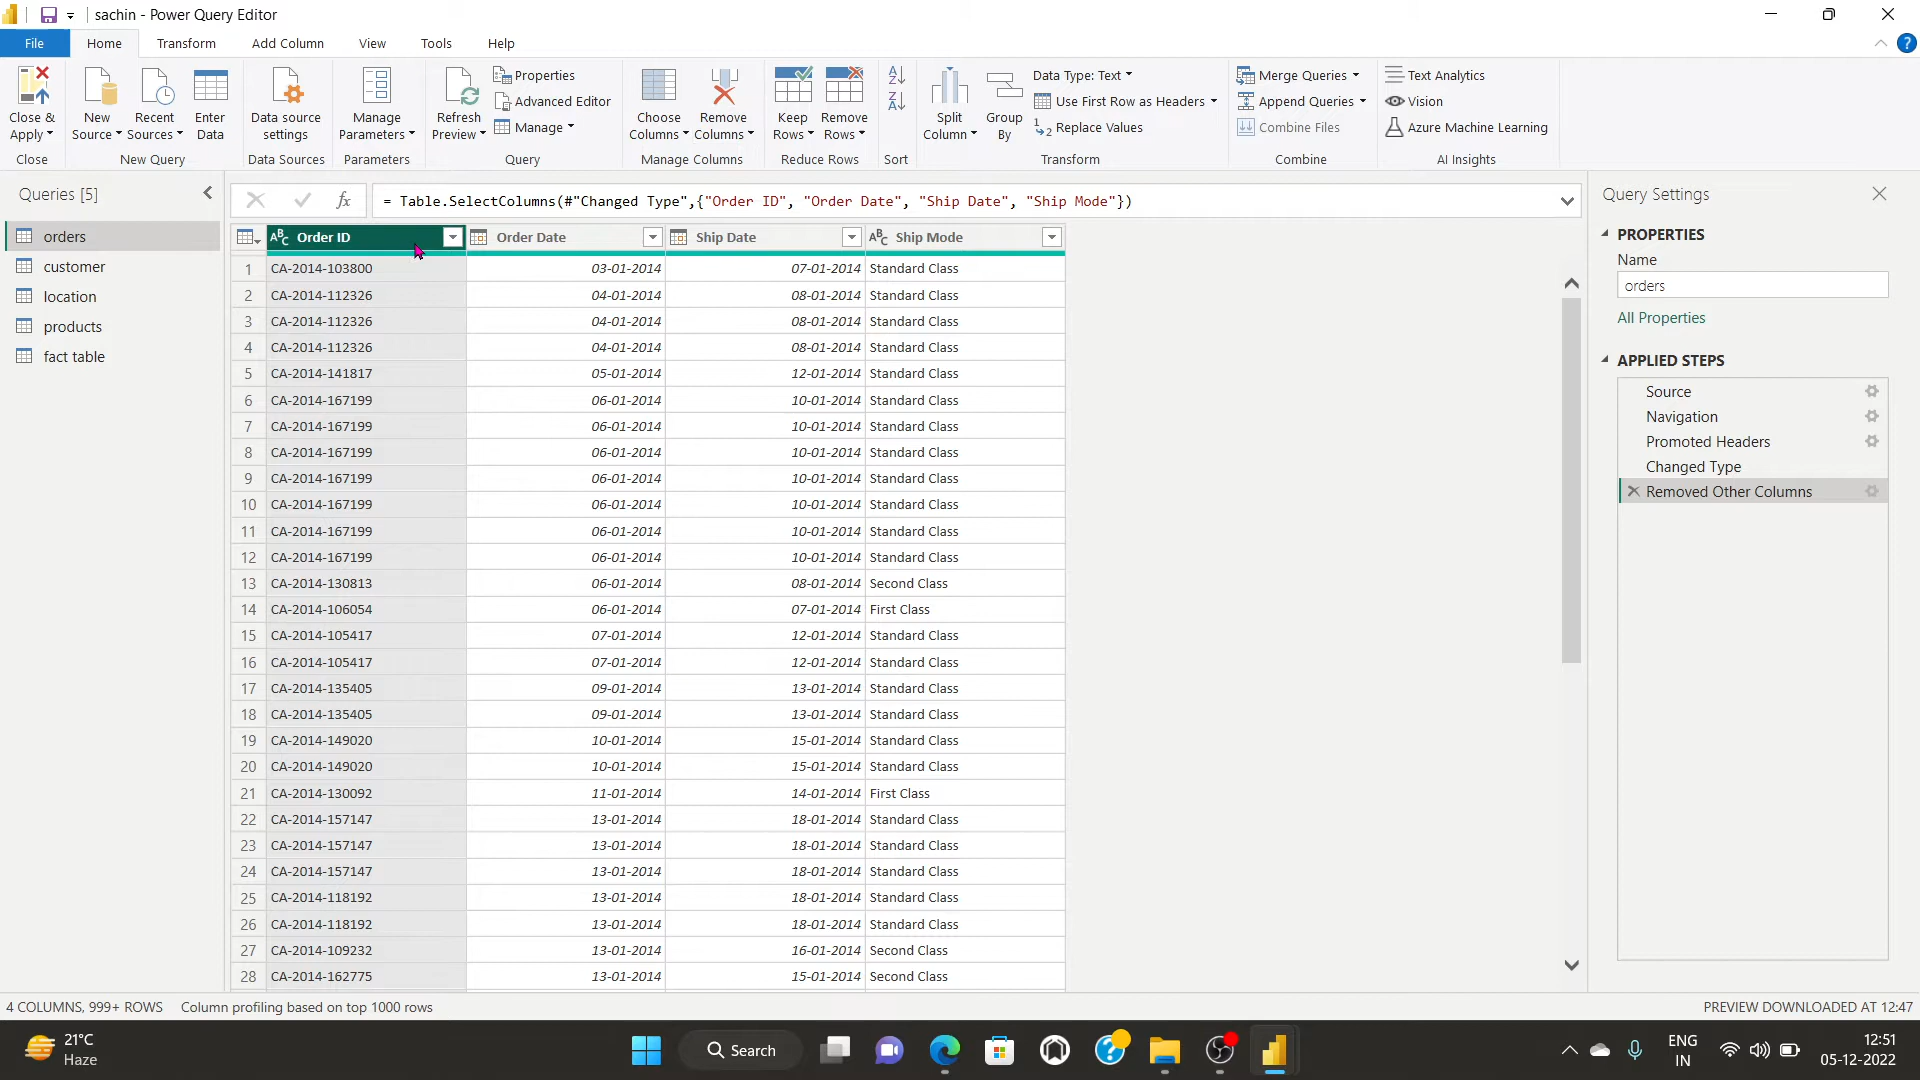 sachin - Power Query Editor
File Home Transform Add Column View Tools Help
Close & Apply
New Source
Recent Sources
Enter Data
Data source settings
Manage Parameters
Refresh Preview
Properties
Advanced Editor
Manage
Choose Columns
Remove Columns
Keep Rows
Remove Rows
Split Column
Group By
Data Type: Text
Use First Row as Headers
Replace Values
Merge Queries
Append Queries
Combine Files
Text Analytics
Vision
Azure Machine Learning
Close New Query Data Sources Parameters Query Manage Columns Reduce Rows Sort Transform Combine AI Insights
Queries [5]
orders
customer
location
products
fact table
= Table.SelectColumns(#"Changed Type",{"Order ID", "Order Date", "Ship Date", "Ship Mode"})
Order ID Order Date Ship Date Ship Mode
1 CA-2014-103800 03-01-2014 07-01-2014 Standard Class
2 CA-2014-112326 04-01-2014 08-01-2014 Standard Class
3 CA-2014-112326 04-01-2014 08-01-2014 Standard Class
4 CA-2014-112326 04-01-2014 08-01-2014 Standard Class
5 CA-2014-141817 05-01-2014 12-01-2014 Standard Class
6 CA-2014-167199 06-01-2014 10-01-2014 Standard Class
7 CA-2014-167199 06-01-2014 10-01-2014 Standard Class
8 CA-2014-167199 06-01-2014 10-01-2014 Standard Class
9 CA-2014-167199 06-01-2014 10-01-2014 Standard Class
10 CA-2014-167199 06-01-2014 10-01-2014 Standard Class
11 CA-2014-167199 06-01-2014 10-01-2014 Standard Class
12 CA-2014-167199 06-01-2014 10-01-2014 Standard Class
13 CA-2014-130813 06-01-2014 08-01-2014 Second Class
14 CA-2014-106054 06-01-2014 07-01-2014 First Class
15 CA-2014-105417 07-01-2014 12-01-2014 Standard Class
16 CA-2014-105417 07-01-2014 12-01-2014 Standard Class
17 CA-2014-135405 09-01-2014 13-01-2014 Standard Class
18 CA-2014-135405 09-01-2014 13-01-2014 Standard Class
19 CA-2014-149020 10-01-2014 15-01-2014 Standard Class
20 CA-2014-149020 10-01-2014 15-01-2014 Standard Class
21 CA-2014-130092 11-01-2014 14-01-2014 First Class
22 CA-2014-157147 13-01-2014 18-01-2014 Standard Class
23 CA-2014-157147 13-01-2014 18-01-2014 Standard Class
24 CA-2014-157147 13-01-2014 18-01-2014 Standard Class
25 CA-2014-118192 13-01-2014 18-01-2014 Standard Class
26 CA-2014-118192 13-01-2014 18-01-2014 Standard Class
27 CA-2014-109232 13-01-2014 16-01-2014 Second Class
28 CA-2014-162775 13-01-2014 15-01-2014 Second Class
Query Settings
PROPERTIES
Name
orders
All Properties
APPLIED STEPS
Source
Navigation
Promoted Headers
Changed Type
Removed Other Columns
4 COLUMNS, 999+ ROWS Column profiling based on top 1000 rows
PREVIEW DOWNLOADED AT 12:47
21°C
Haze
Search
ENG
IN
12:51
05-12-2022